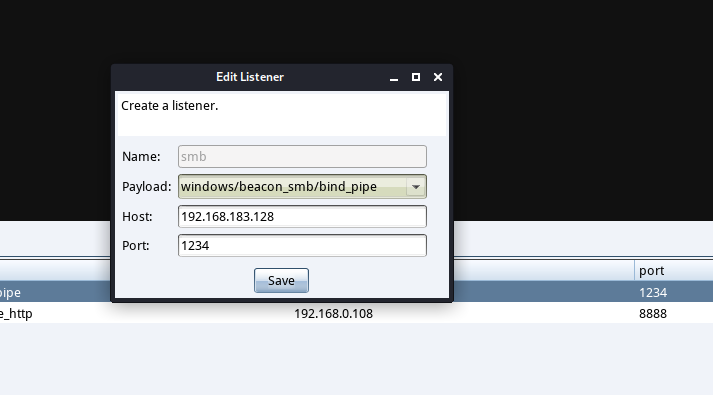 Edit Listener
Create a listener.
Name: smb
Payload: windows/beacon_smb/bind_pipe
Host: 192.168.183.128
Port: 1234
Save
port
pipe 1234
e_http 192.168.0.108 8888